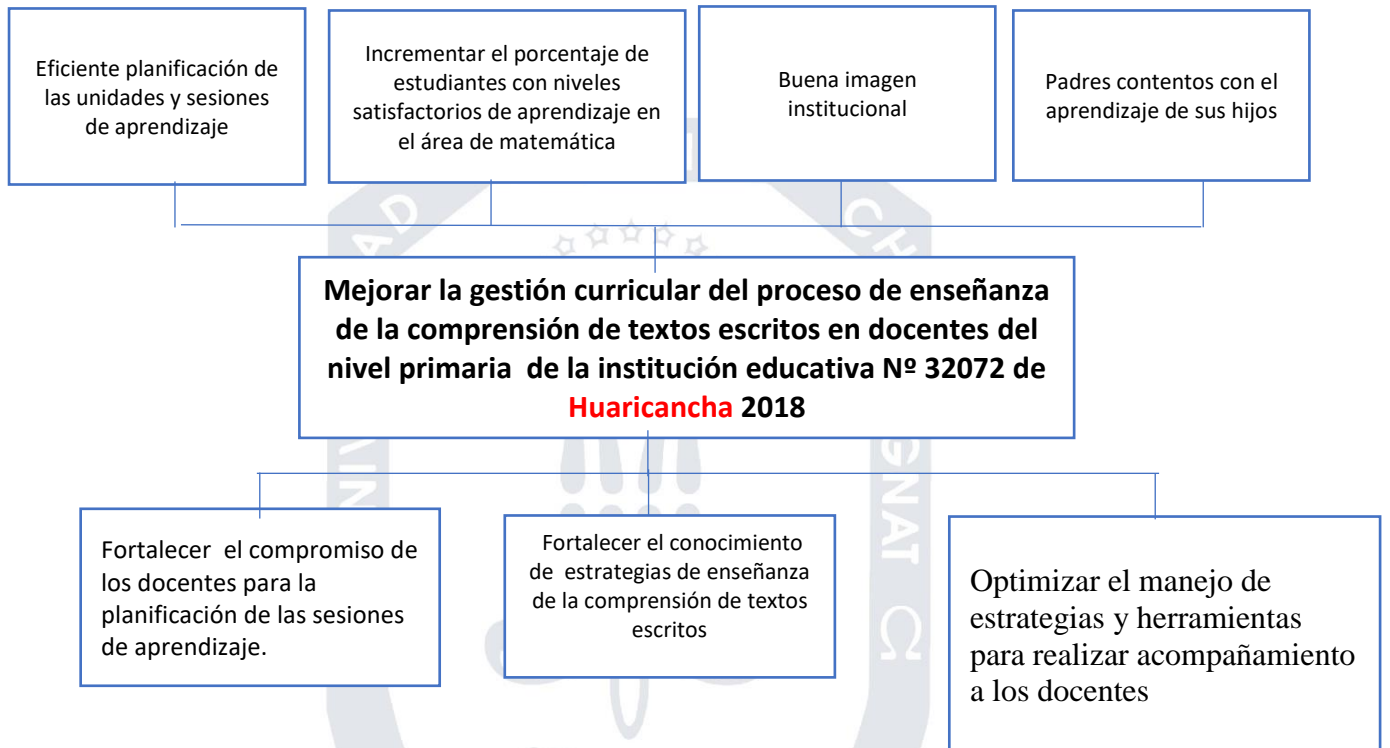 Eficiente planificación de
las unidades y sesiones
de aprendizaje
Incrementar el porcentaje de
estudiantes con niveles
satisfactorios de aprendizaje en
el área de matemática
Buena imagen
institucional
Padres contentos con el
aprendizaje de sus hijos
Mejorar la gestión curricular del proceso de enseñanza
de la comprensión de textos escritos en docentes del
nivel primaria de la institución educativa Nº 32072 de
Huaricancha 2018
Fortalecer el compromiso de
los docentes para la
planificación de las sesiones
de aprendizaje.
Fortalecer el conocimiento
de estrategias de enseñanza
de la comprensión de textos
escritos
Optimizar el manejo de
estrategias y herramientas
para realizar acompañamiento
a los docentes